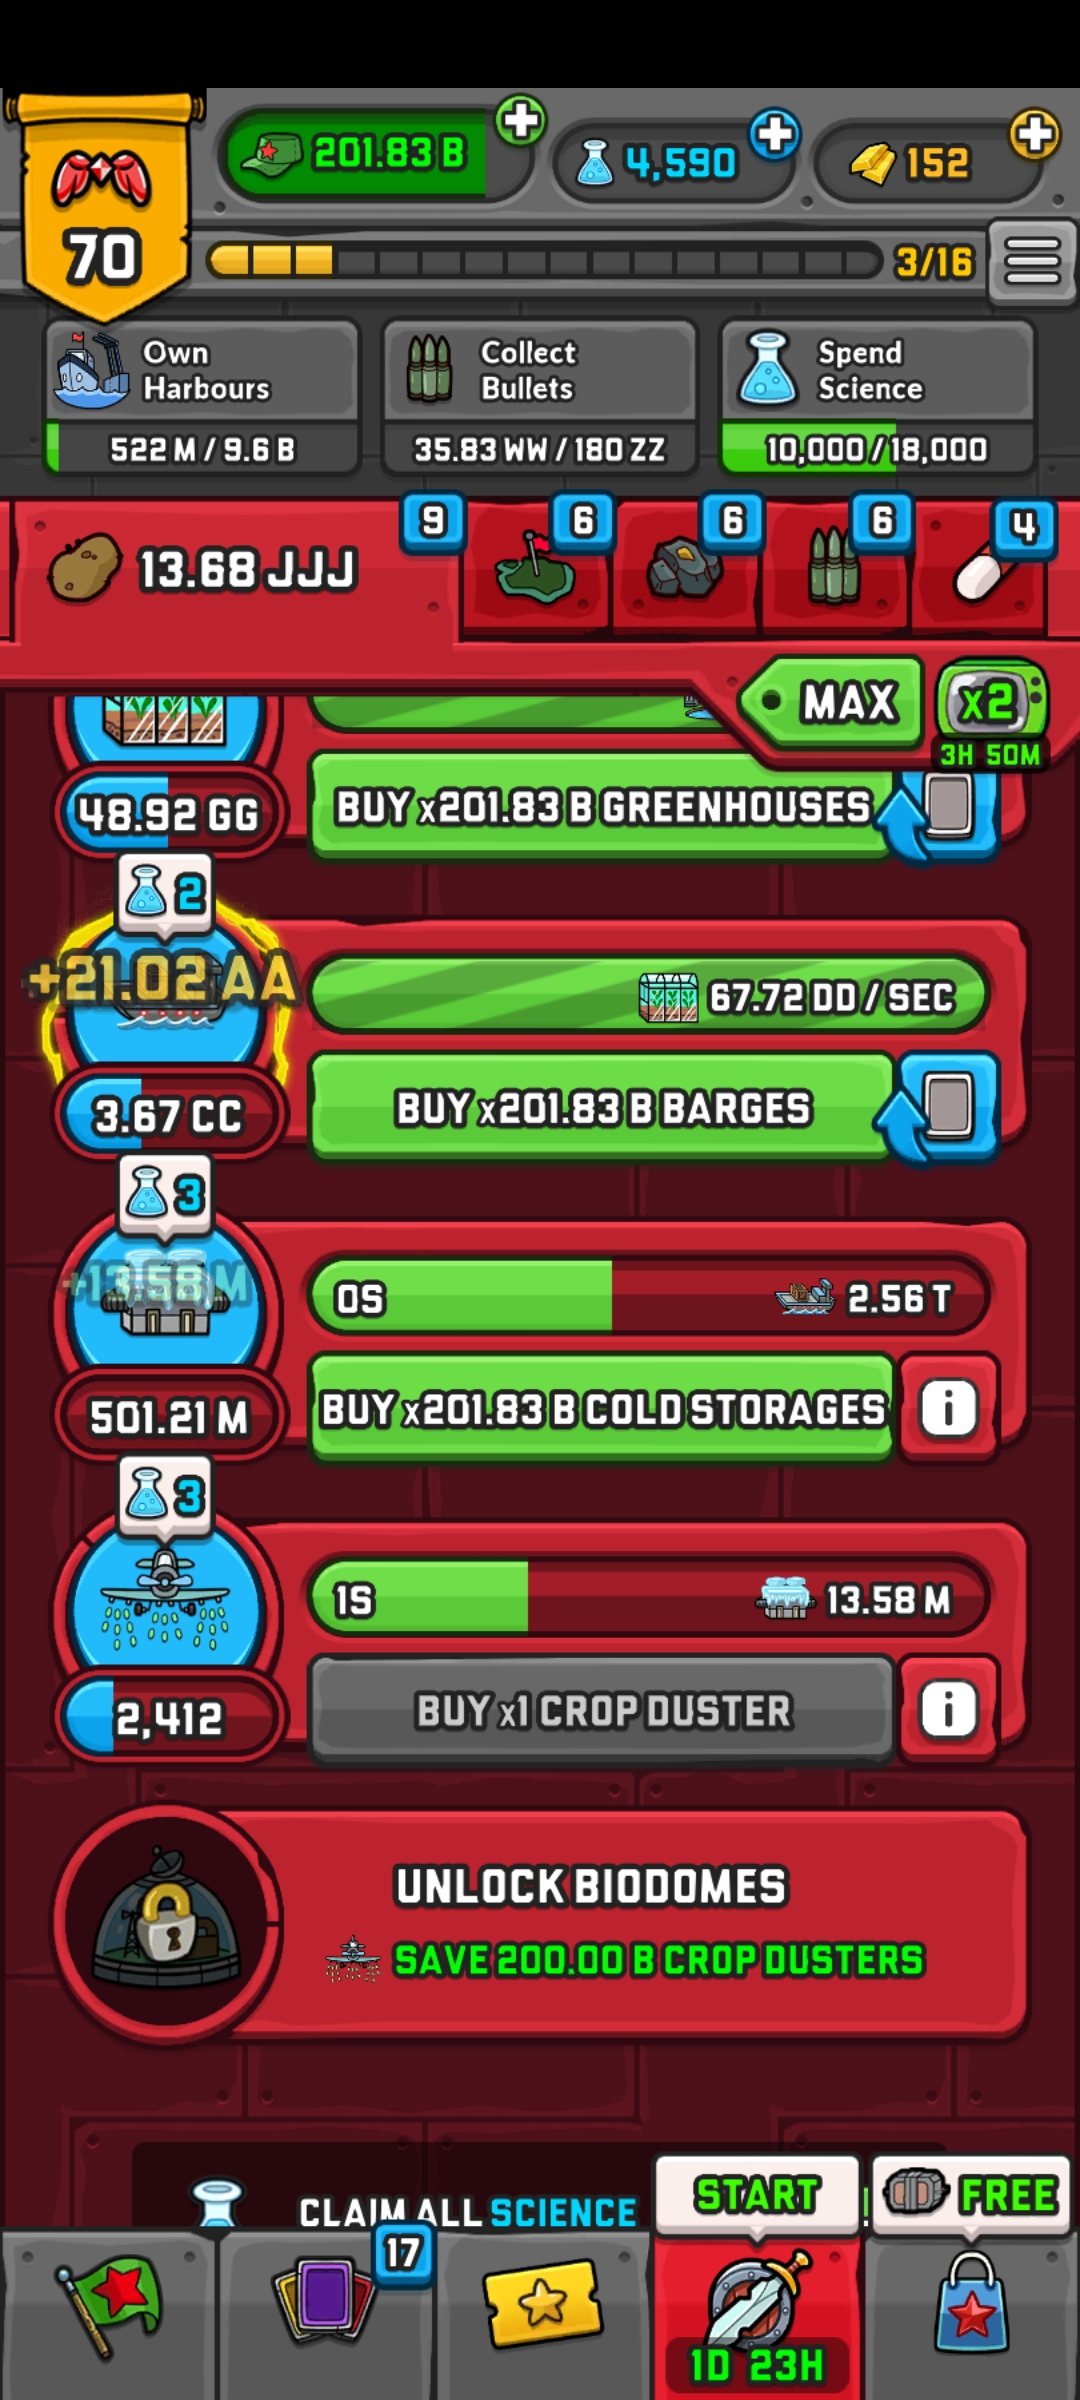 201.83 B
4,590
152
70
3/16
Own
Harbours
522 M / 9.6 B
Collect
Bullets
35.83 WW / 180 ZZ
Spend
Science
10,000 / 18,000
13.68 JJJ
9
6
6
6
4
MAX
x2
3H 50M
48.92 GG
BUY x201.83 B GREENHOUSES
2
+21.02 AA
67.72 DD / SEC
3.67 CC
BUY x201.83 B BARGES
3
+13.58 M
0S
2.56 T
501.21 M
BUY x201.83 B COLD STORAGES
i
3
1S
13.58 M
2,412
BUY x1 CROP DUSTER
i
UNLOCK BIODOMES
SAVE 200.00 B CROP DUSTERS
CLAIM ALL SCIENCE
START
FREE
17
1D 23H